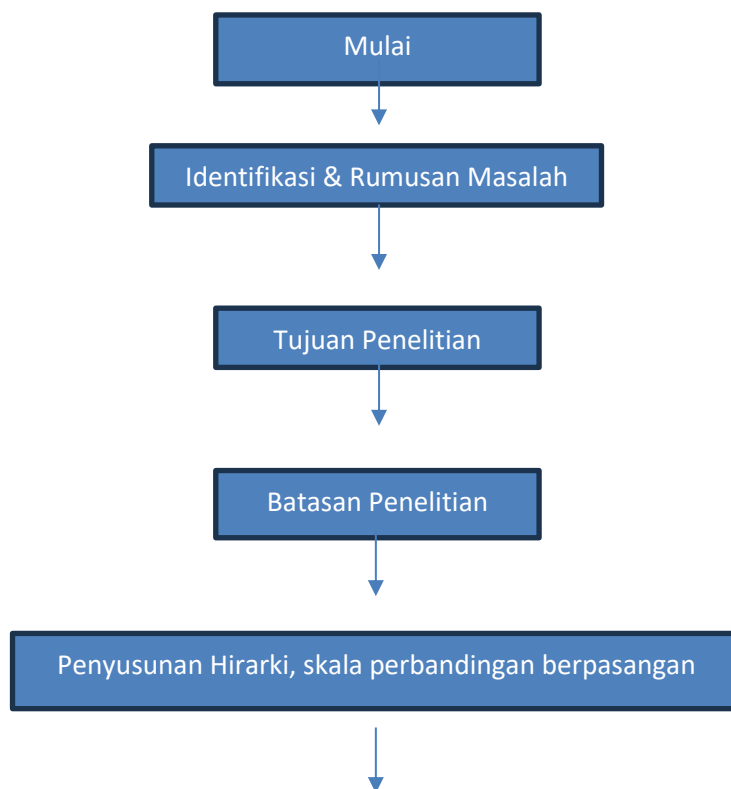 Mulai
Identifikasi & Rumusan Masalah
Tujuan Penelitian
Batasan Penelitian
Penyusunan Hirarki, skala perbandingan berpasangan